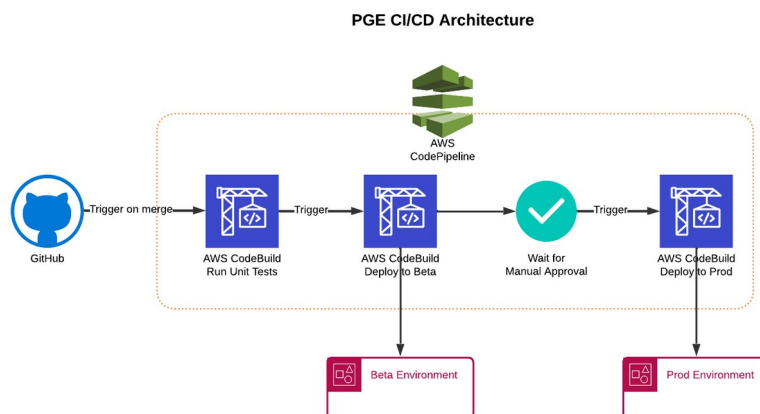 PGE CI/CD Architecture
AWS
CodePipeline
Trigger on merge
Trigger
Trigger
GitHub
AWS CodeBuild
Run Unit Tests
AWS CodeBuild
Deploy to Beta
Wait for
Manual Approval
AWS CodeBuild
Deploy to Prod
Beta Environment
Prod Environment